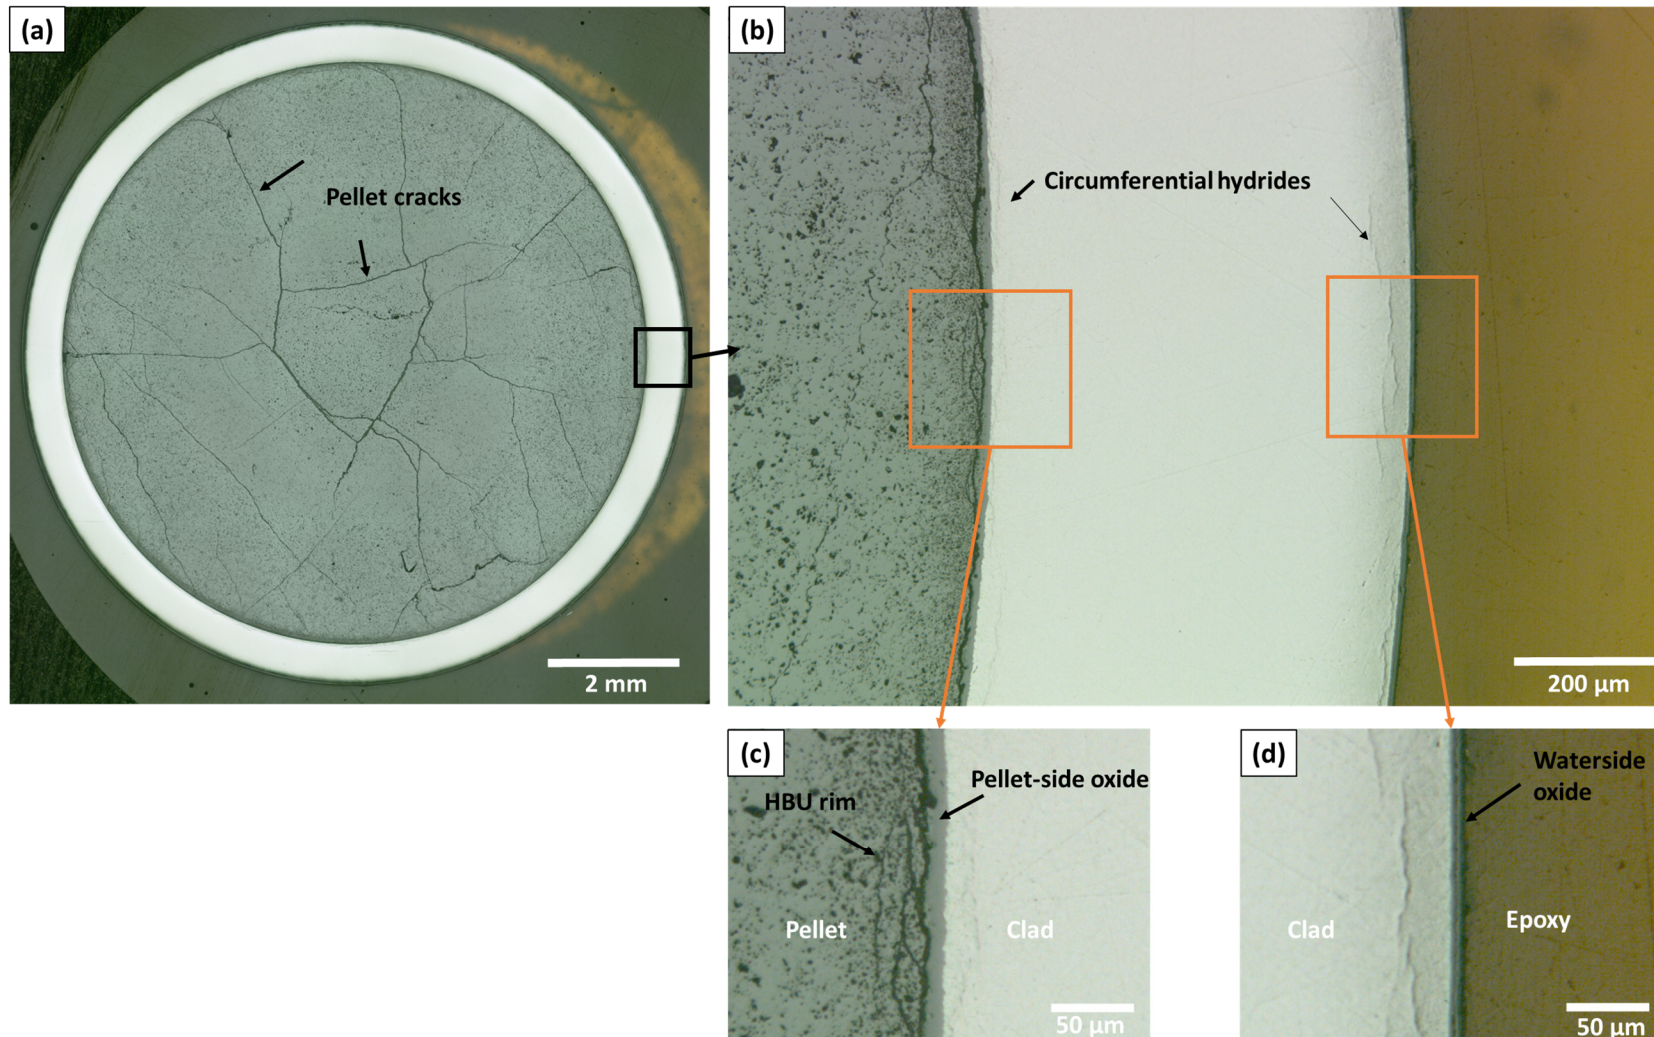 (a)
Pellet cracks
2 mm
(b)
Circumferential hydrides
200 µm
(c)
HBU rim
Pellet-side oxide
Pellet
Clad
50 µm
(d)
Waterside
oxide
Clad
Epoxy
50 µm